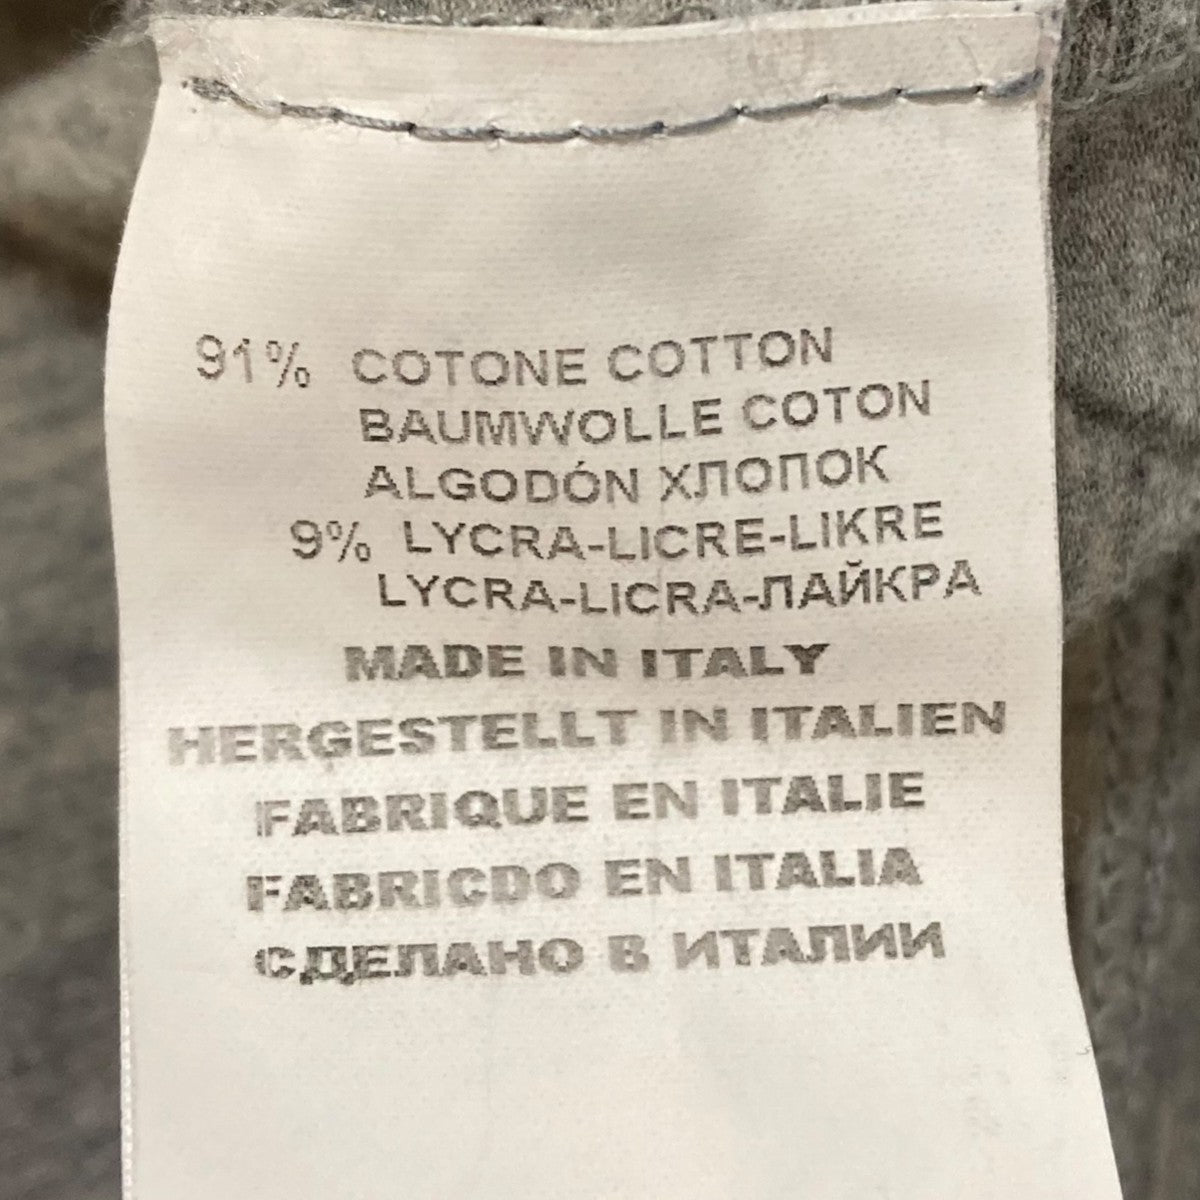 91% COTONE COTTON
BAUMWOLLE COTON
ALGODÓN ХЛОПОК
9% LYCRA-LICRE-LIKRE
LYCRA-LICRA-ЛАЙКРА
MADE IN ITALY
HERGESTELLT IN ITALIEN
FABRIQUE EN ITALIE
FABRICDO EN ITALIA
СДЕЛАНО В ИТАЛИИ